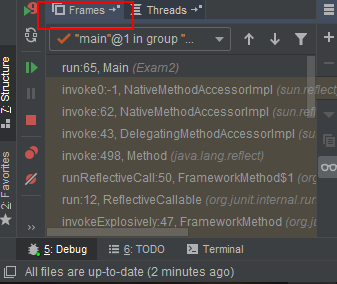 Frames
Threads
"main"@1 in group "...
run:65, Main (Exam2)
invoke0:-1, NativeMethodAccessorImpl (sun.reflect
invoke:62, NativeMethodAccessorImpl (sun.reflect)
invoke:43, DelegatingMethodAccessorImpl (sun.re
invoke:498, Method (java.lang.reflect)
runReflectiveCall:50, FrameworkMethod$1 (org
run:12, ReflectiveCallable (org.junit.internal.run
invokeExplosively:47, FrameworkMethod (org.ju
7: Structure
2: Favorites
5: Debug
6: TODO
Terminal
All files are up-to-date (2 minutes ago)